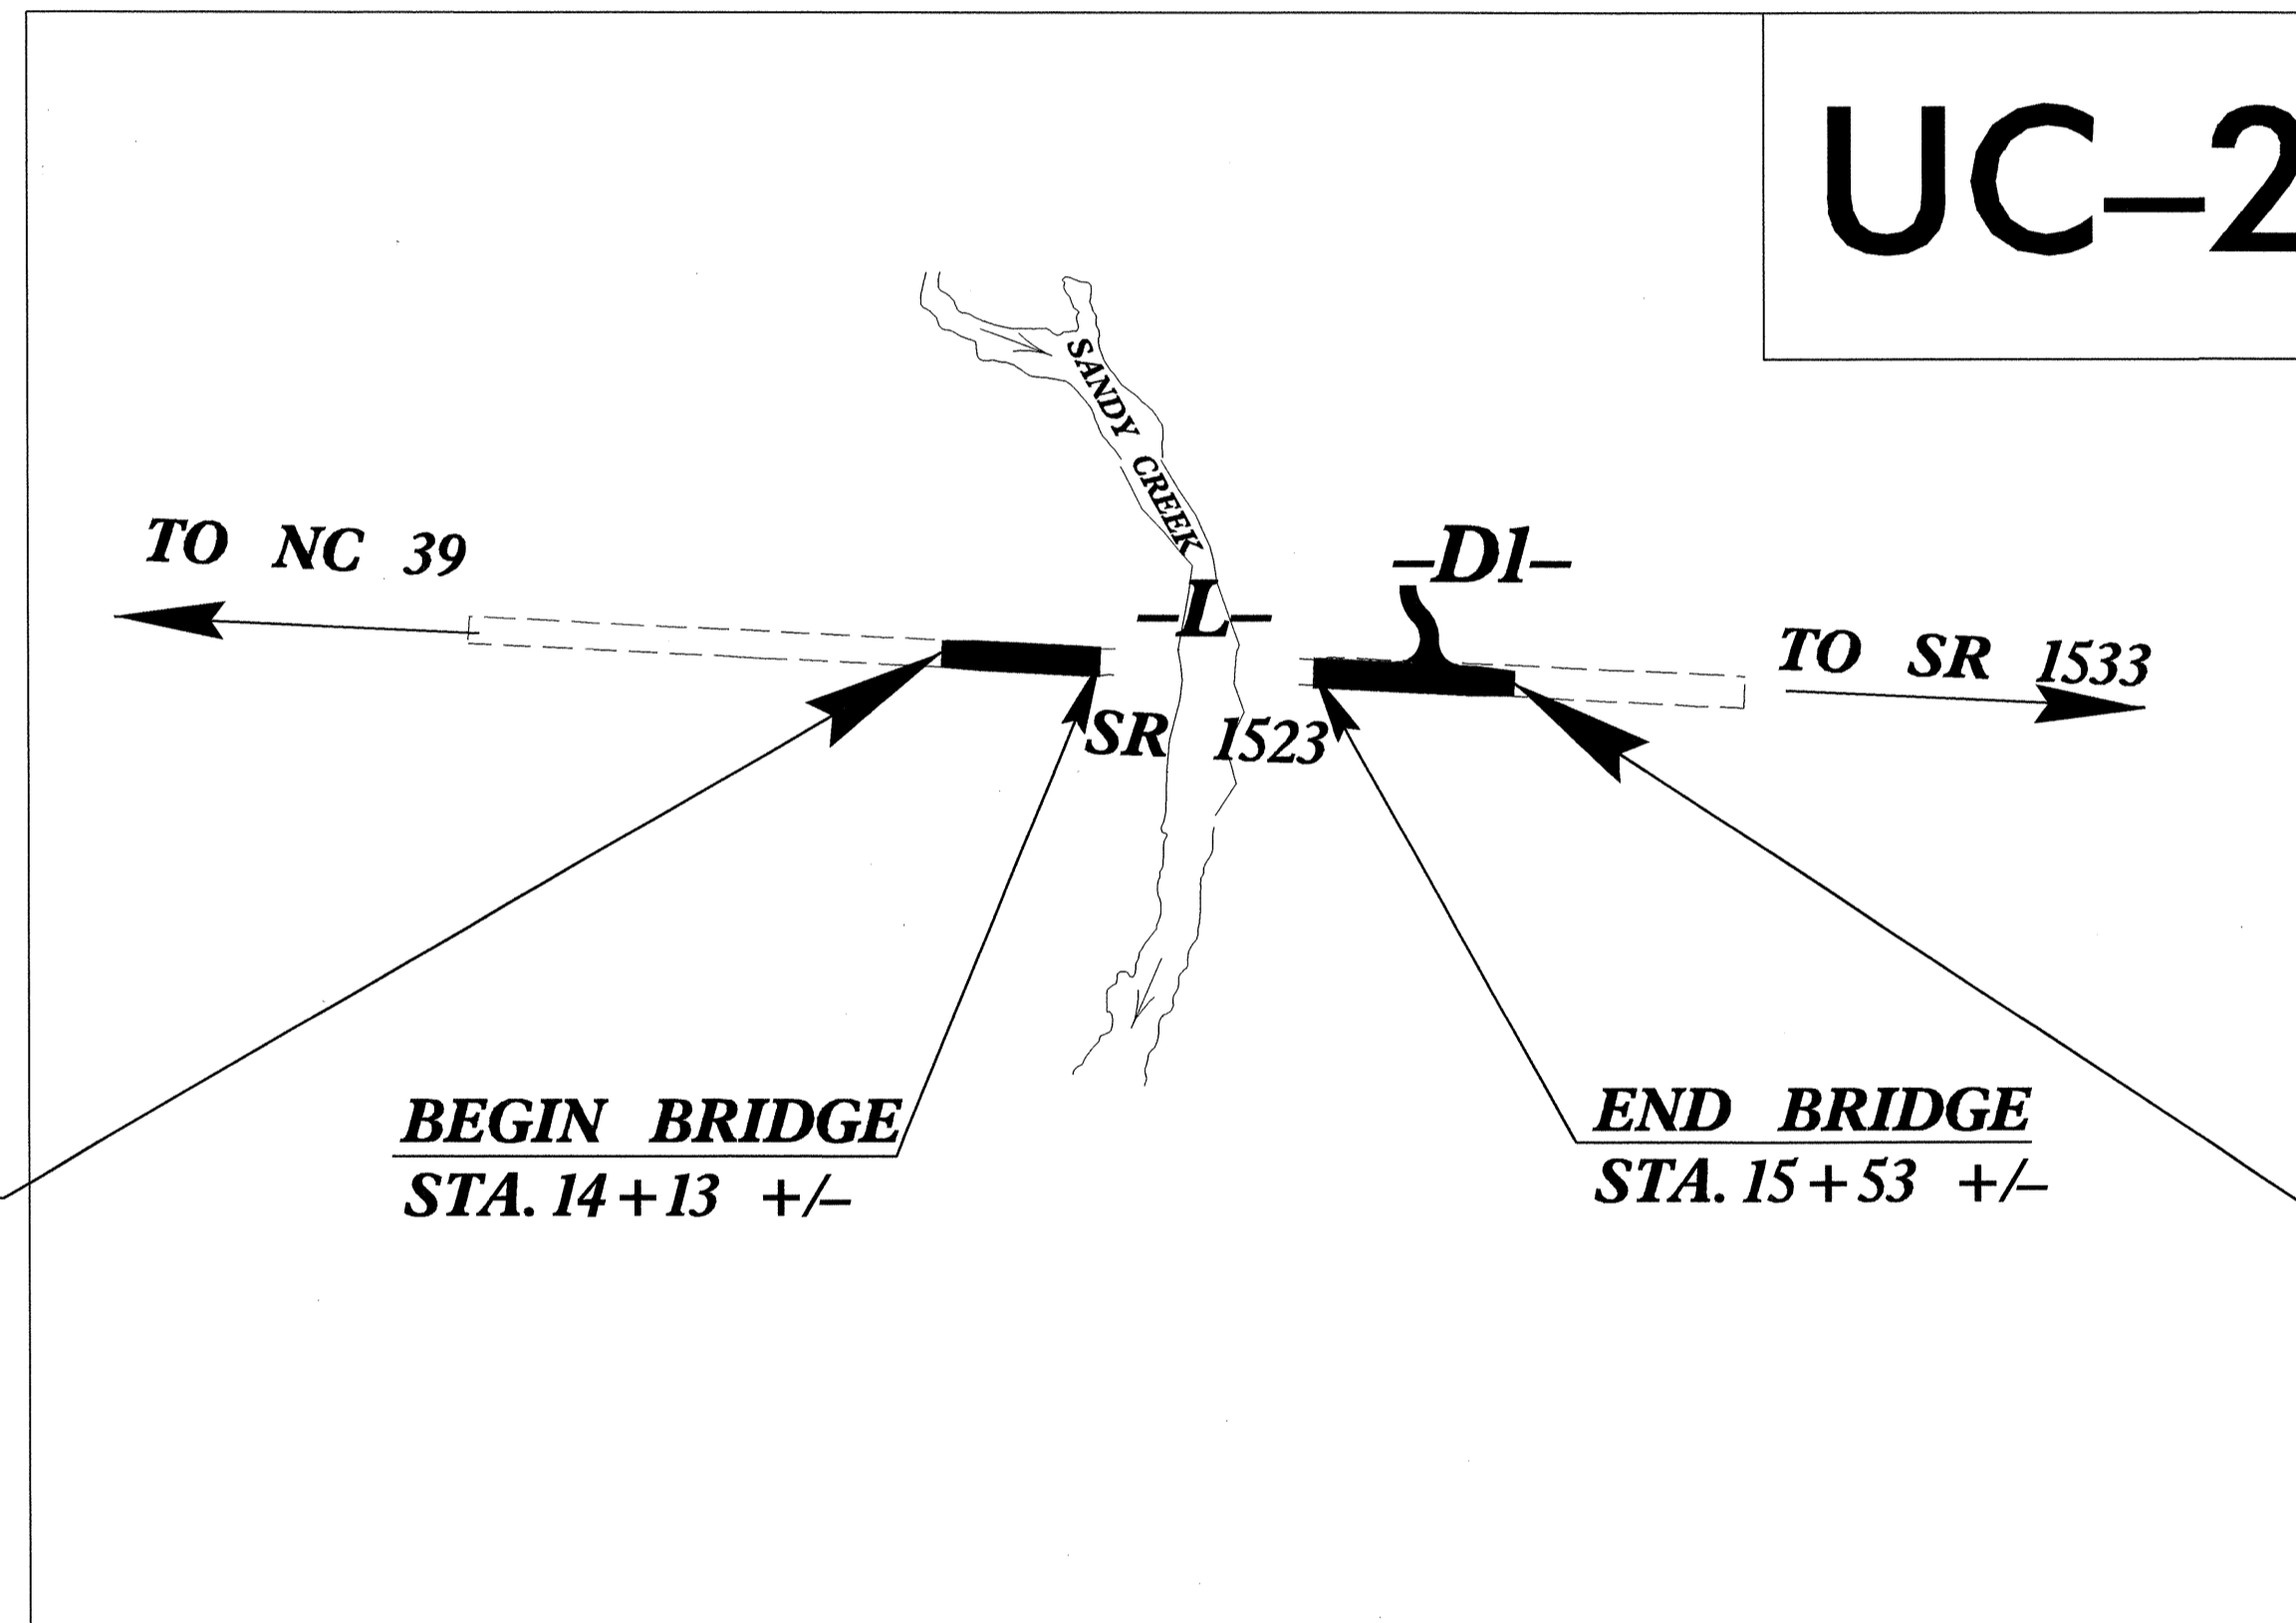 UC-2
SANDY CREEK
TO NC 39
-L-
-D1-
TO SR 1533
SR 1523
BEGIN BRIDGE
STA. 14+13 +/-
END BRIDGE
STA. 15+53 +/-